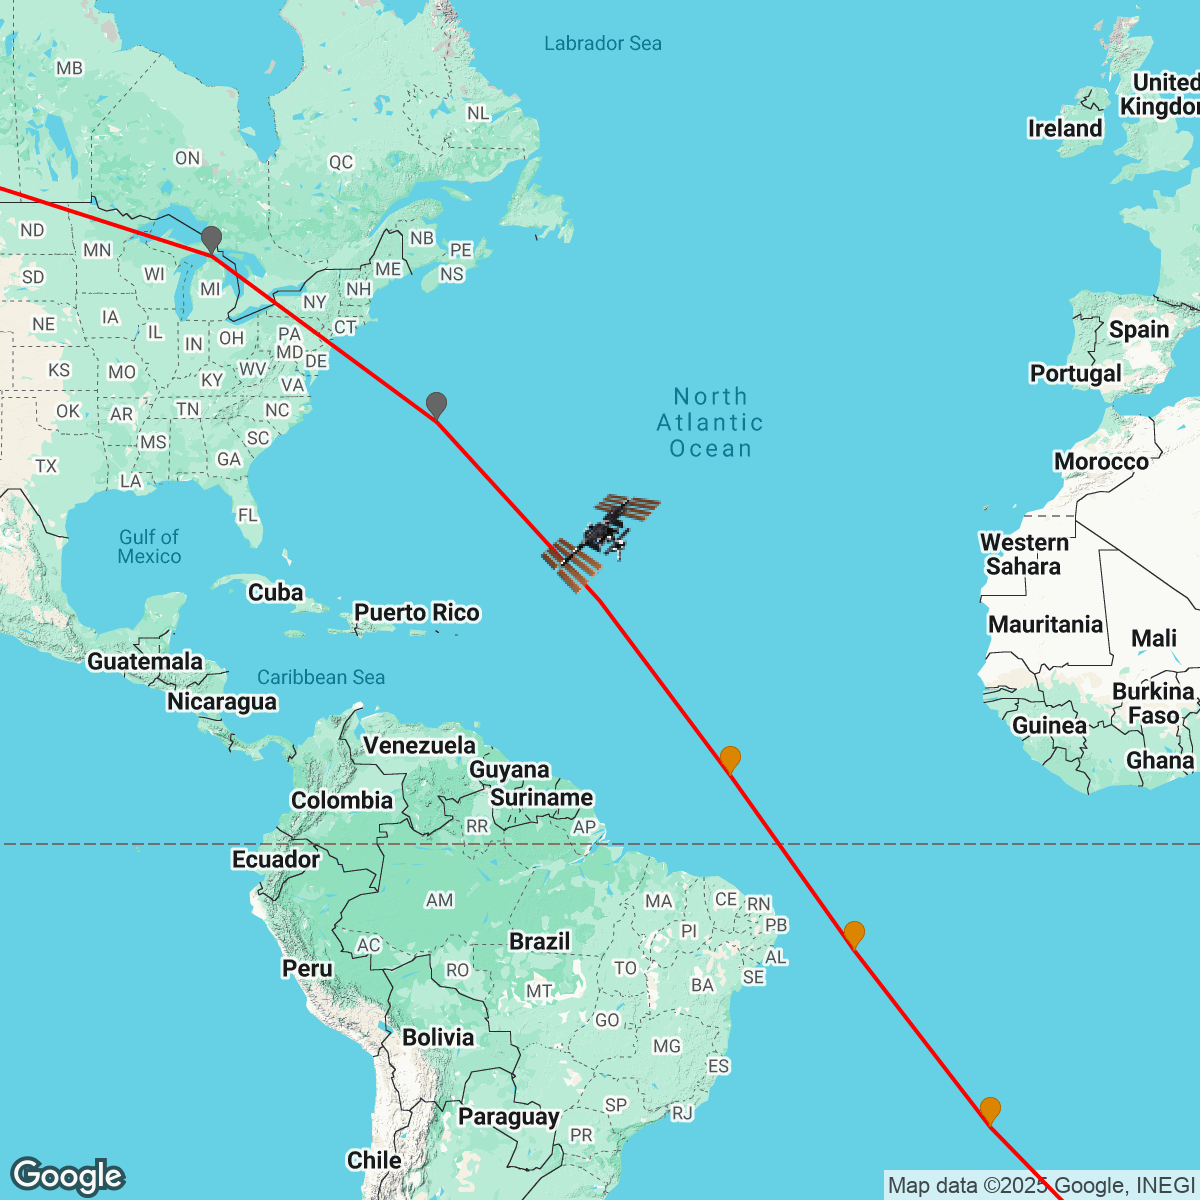 Labrador Sea
MB
United
Kingdo
NL
Ireland
ON
QC
ND
NB
MN
PE
WI
ME
NS
SD
MI
NH
NY
IA
NE
IL
CT
PA
OH
IN
Spain
MD
DE
KS
MO
WV
Portugal
KY
VA
North
Atlantic
Ocean
OK
AR
TN
NC
MS
SC
GA
Morocco
TX
LA
FL
Gulf of
Mexico
Western
Sahara
Cuba
Puerto Rico
Mauritania
Mali
Guatemala
Caribbean Sea
Nicaragua
Burkina
Faso
Guinea
Venezuela
Ghana
Guyana
Suriname
Colombia
RR
AP
Ecuador
AM
MA
CE
RN
PB
PI
AC
Brazil
AL
Peru
RO
TO
SE
BA
MT
GO
Bolivia
MG
ES
SP
RJ
Paraguay
PR
Chile
Google
Map data ©2025 Google, INEGI